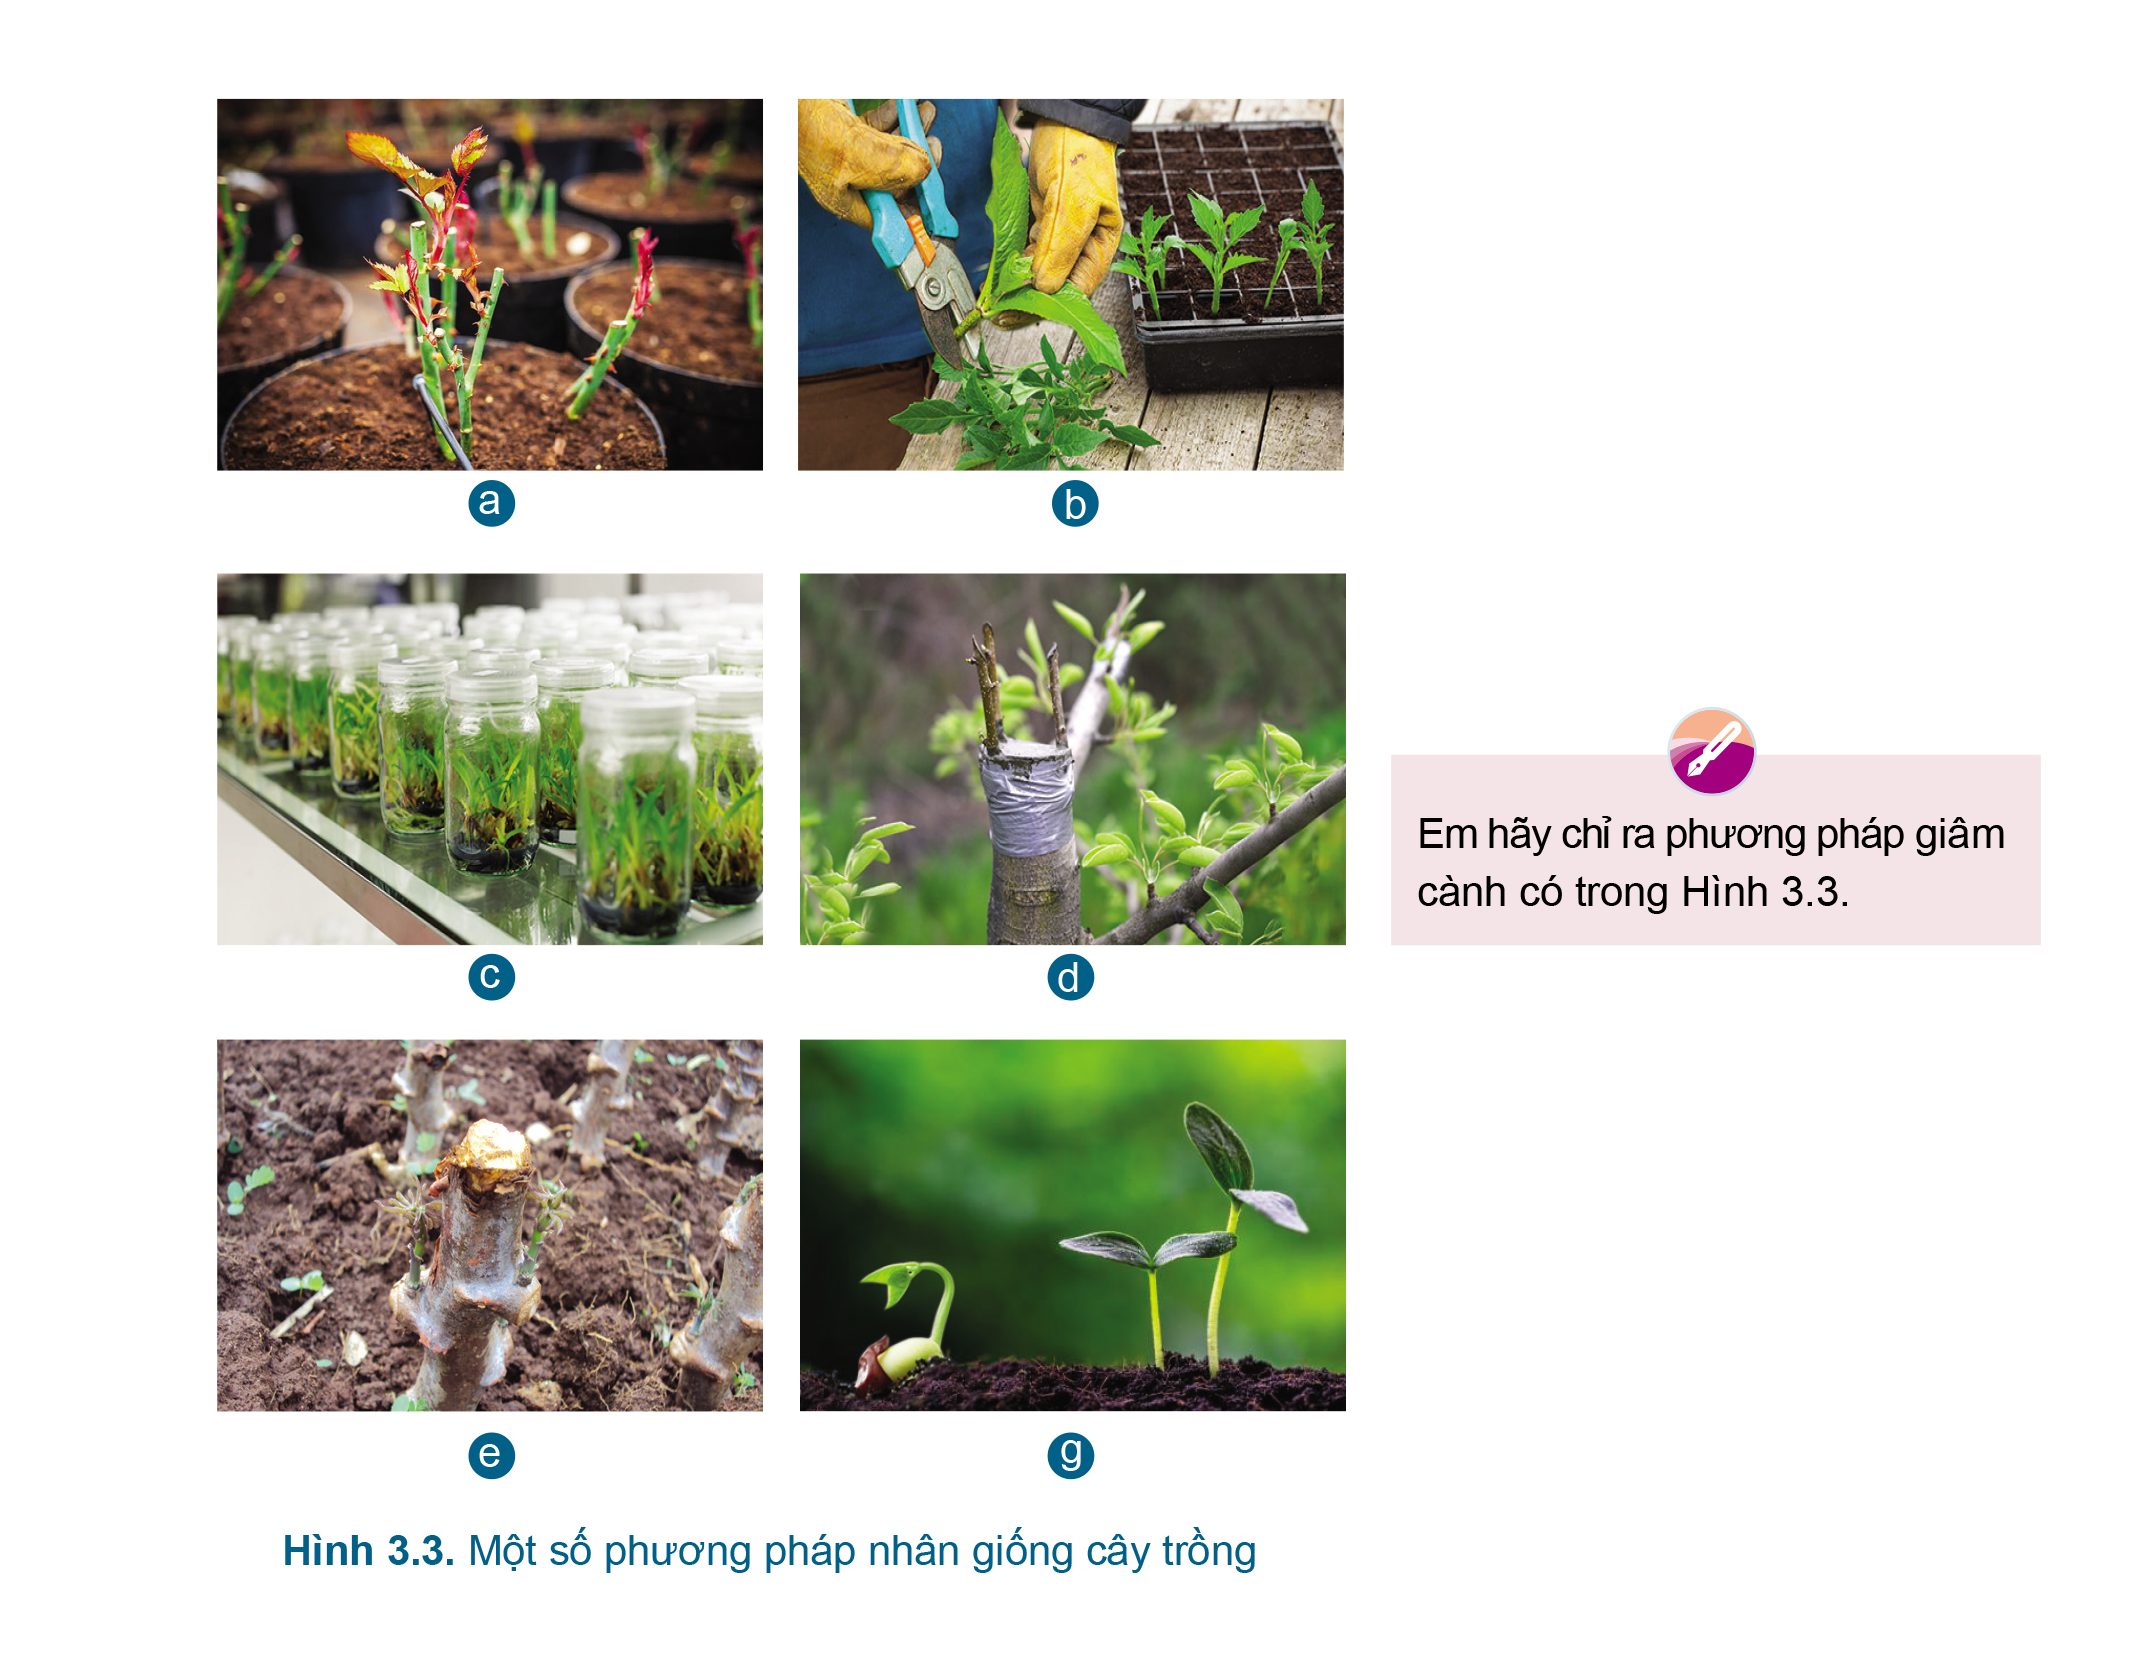 a
b
c
d
Em hãy chỉ ra phương pháp giâm
cành có trong Hình 3.3.
e
g
Hình 3.3. Một số phương pháp nhân giống cây trồng